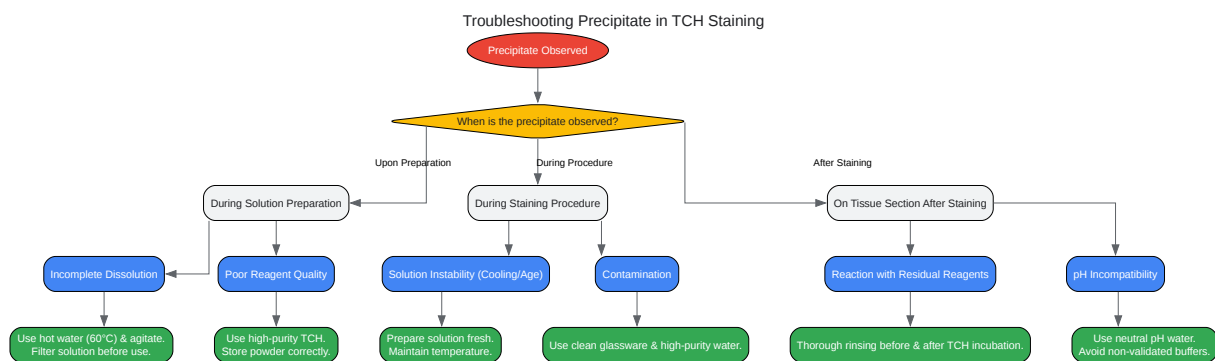 Troubleshooting Precipitate in TCH Staining
Precipitate Observed
When is the precipitate observed?
Upon Preparation
During Procedure
After Staining
During Solution Preparation
During Staining Procedure
On Tissue Section After Staining
Incomplete Dissolution
Poor Reagent Quality
Solution Instability (Cooling/Age)
Contamination
Reaction with Residual Reagents
pH Incompatibility
Use hot water (60°C) & agitate.
Filter solution before use.
Use high-purity TCH.
Store powder correctly.
Prepare solution fresh.
Maintain temperature.
Use clean glassware & high-purity water.
Thorough rinsing before & after TCH incubation.
Use neutral pH water.
Avoid non-validated buffers.